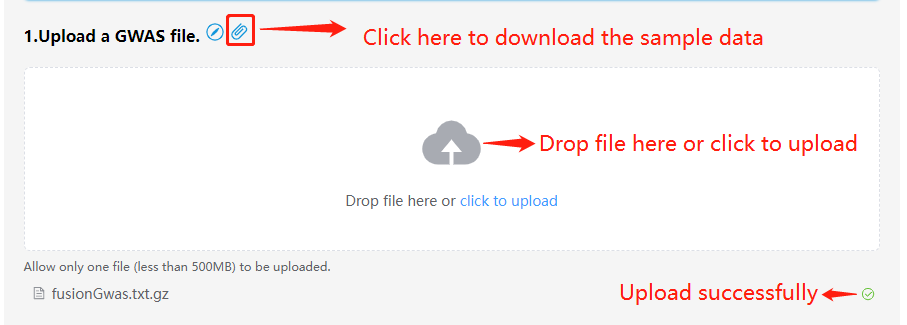 1.Upload a GWAS file.
Click here to download the sample data
Drop file here or click to upload
Drop file here or click to upload
Allow only one file (less than 500MB) to be uploaded.
fusionGwas.txt.gz
Upload successfully